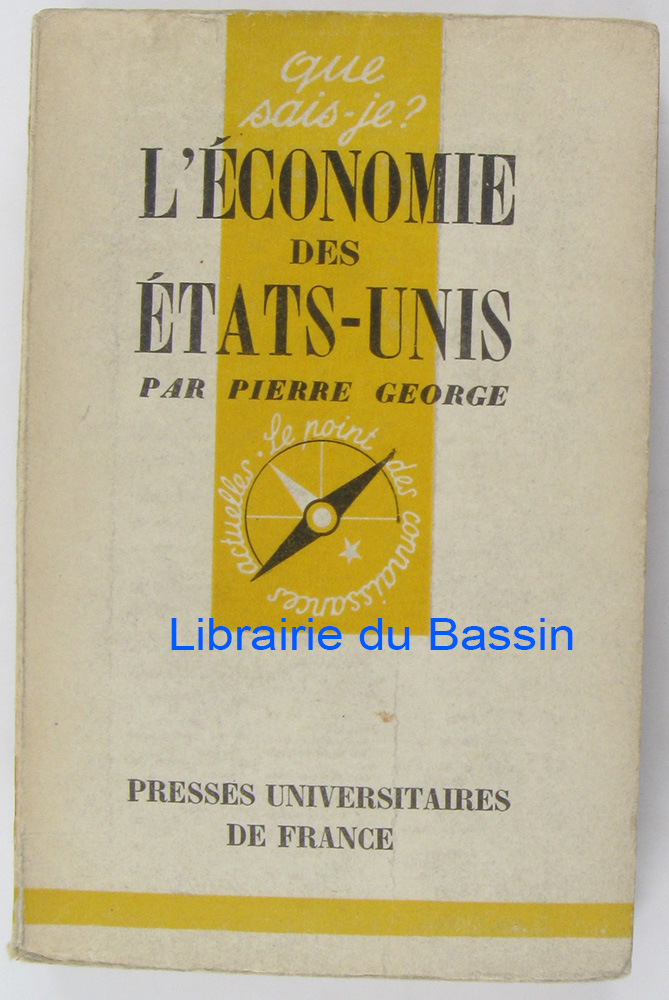 que
sais-je?
L'ÉCONOMIE
DES
ÉTATS-UNIS
PAR PIERRE GEORGE
le point des connaissances actuelles.
Librairie du Bassin
PRESSES UNIVERSITAIRES
DE FRANCE